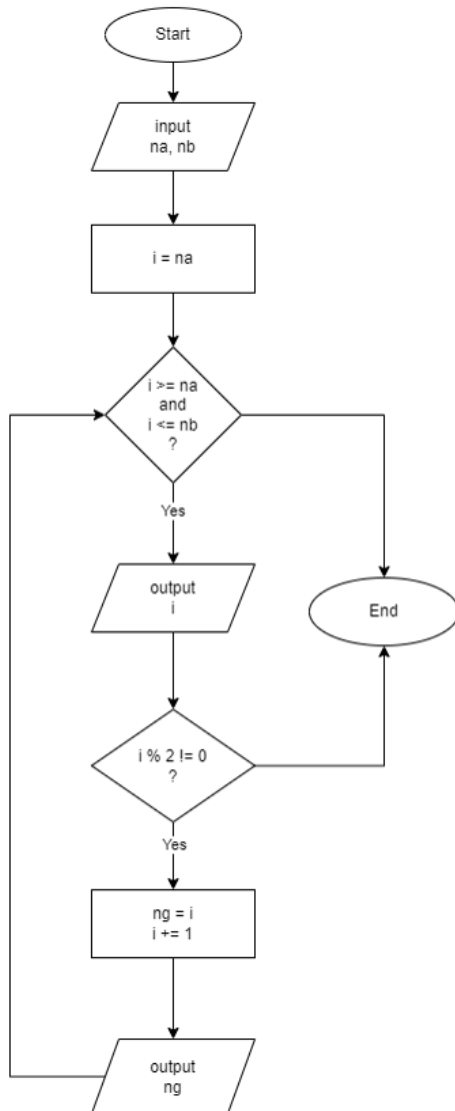 Start
input
na, nb
i = na
i >= na
and
i <= nb
?
Yes
output
i
End
i % 2 != 0
?
Yes
ng = i
i += 1
output
ng